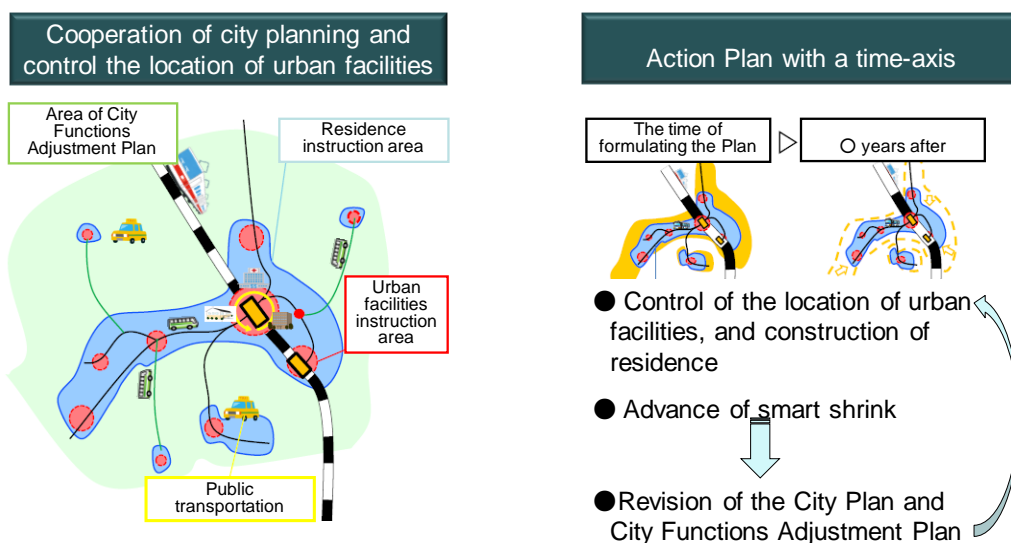 Cooperation of city planning and
control the location of urban facilities
Area of City
Functions
Adjustment Plan
Residence
instruction area
Urban
facilities
instruction
area
Public
transportation
Action Plan with a time-axis
The time of
formulating the Plan
○ years after
● Control of the location of urban
facilities, and construction of
residence
● Advance of smart shrink
●Revision of the City Plan and
City Functions Adjustment Plan